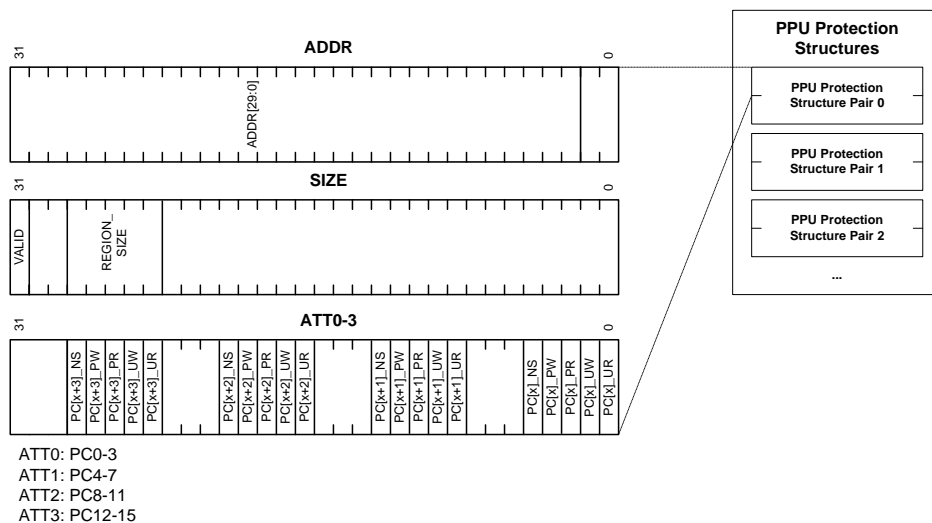 ADDR
31
0
ADDR[29:0]
SIZE
31
0
VALID
REGION_
SIZE
ATT0-3
31
0
PC[x+3]_NS
PC[x+3]_PW
PC[x+3]_PR
PC[x+3]_UW
PC[x+3]_UR
PC[x+2]_NS
PC[x+2]_PW
PC[x+2]_PR
PC[x+2]_UW
PC[x+2]_UR
PC[x+1]_NS
PC[x+1]_PW
PC[x+1]_PR
PC[x+1]_UW
PC[x+1]_UR
PC[x]_NS
PC[x]_PW
PC[x]_PR
PC[x]_UW
PC[x]_UR
ATT0: PC0-3
ATT1: PC4-7
ATT2: PC8-11
ATT3: PC12-15
PPU Protection
Structures
PPU Protection
Structure Pair 0
PPU Protection
Structure Pair 1
PPU Protection
Structure Pair 2
...